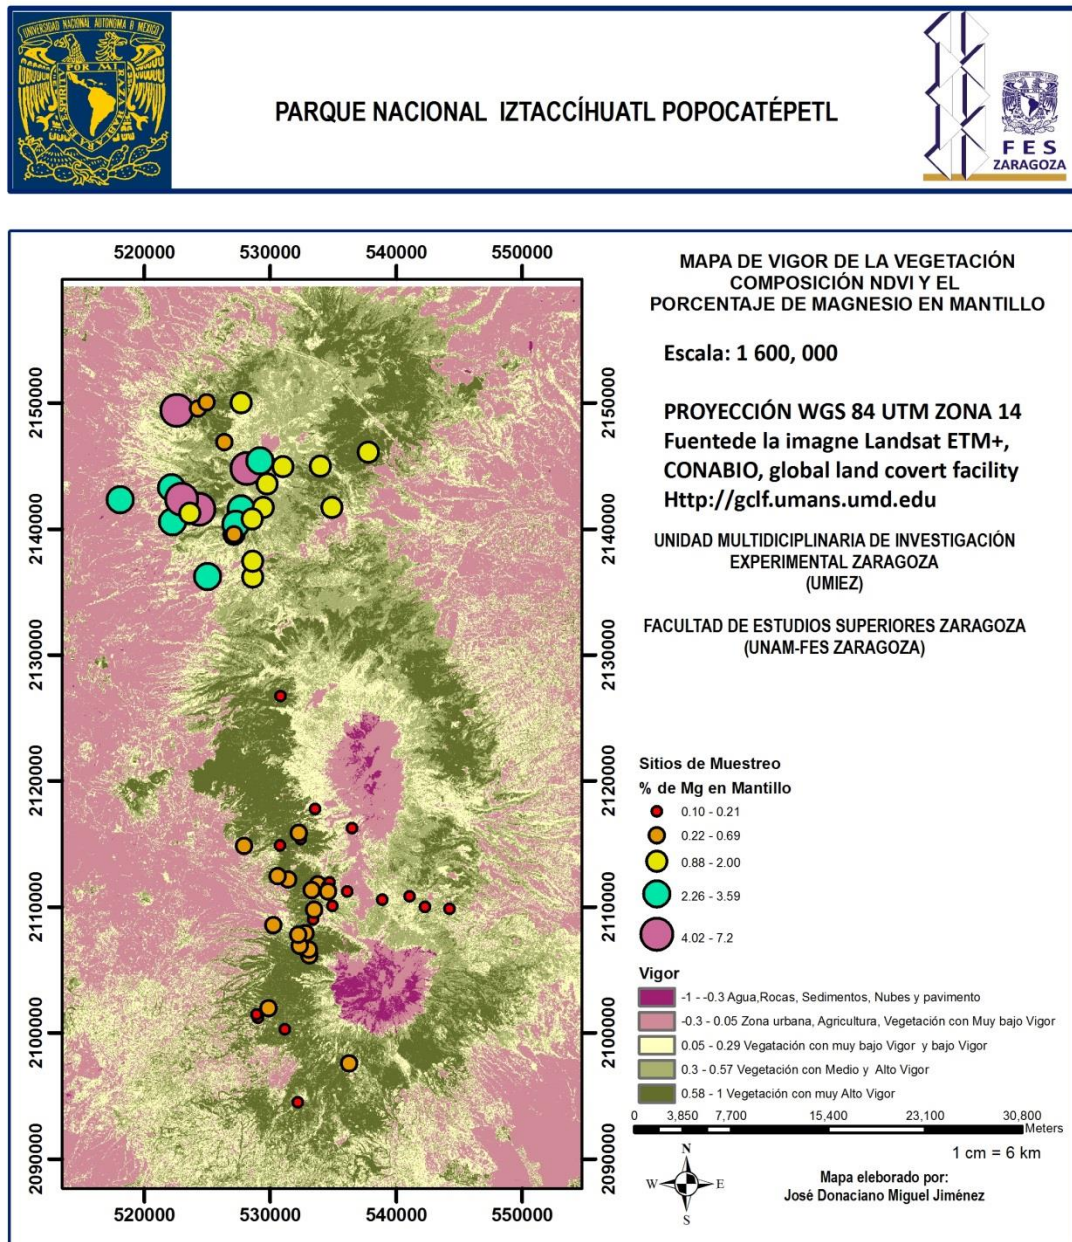 UNIVERSIDAD NACIONAL AUTONOMA DE MEXICO
POR MI RAZA HABLARA EL ESPIRITU
PARQUE NACIONAL IZTACCÍHUATL POPOCATÉPETL
FES
ZARAGOZA
520000 530000 540000 550000
2150000 2150000
2140000 2140000
2130000 2130000
2120000 2120000
2110000 2110000
2100000 2100000
2090000 2090000
520000 530000 540000 550000
MAPA DE VIGOR DE LA VEGETACIÓN
COMPOSICIÓN NDVI Y EL
PORCENTAJE DE MAGNESIO EN MANTILLO
Escala: 1 600, 000
PROYECCIÓN WGS 84 UTM ZONA 14
Fuentede la imagne Landsat ETM+,
CONABIO, global land covert facility
Http://gclf.umans.umd.edu
UNIDAD MULTIDICIPLINARIA DE INVESTIGACIÓN
EXPERIMENTAL ZARAGOZA
(UMIEZ)
FACULTAD DE ESTUDIOS SUPERIORES ZARAGOZA
(UNAM-FES ZARAGOZA)
Sitios de Muestreo
% de Mg en Mantillo
0.10 - 0.21
0.22 - 0.69
0.88 - 2.00
2.26 - 3.59
4.02 - 7.2
Vigor
-1 - -0.3 Agua,Rocas, Sedimentos, Nubes y pavimento
-0.3 - 0.05 Zona urbana, Agricultura, Vegetación con Muy bajo Vigor
0.05 - 0.29 Vegatación con muy bajo Vigor y bajo Vigor
0.3 - 0.57 Vegetación con Medio y Alto Vigor
0.58 - 1 Vegetación con muy Alto Vigor
0 3,850 7,700 15,400 23,100 30,800
Meters
1 cm = 6 km
N
W E
S
Mapa elaborado por:
José Donaciano Miguel Jiménez